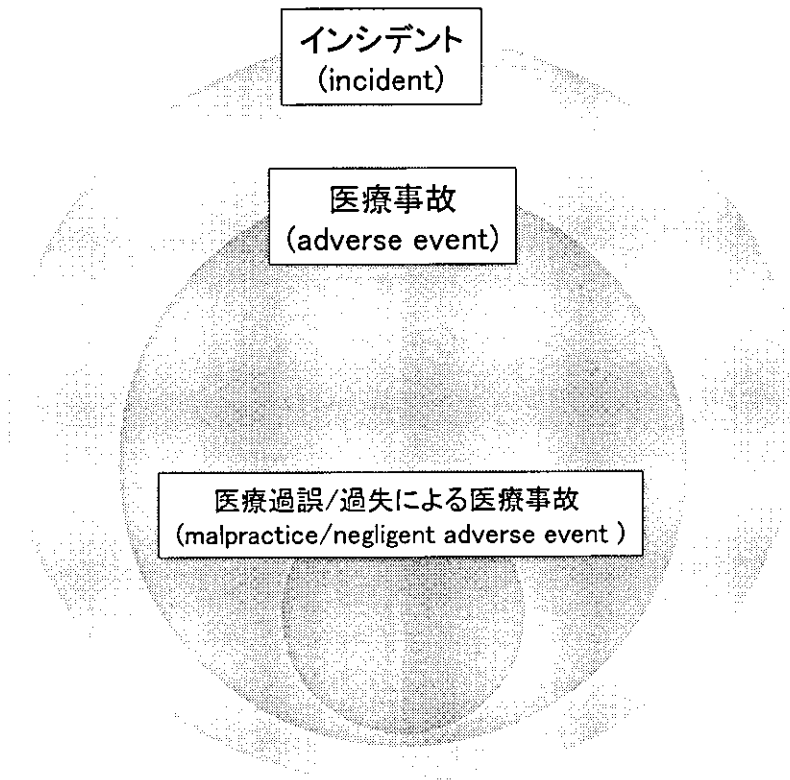 インシデント
(incident)
医療事故
(adverse event)
医療過誤/過失による医療事故
(malpractice/negligent adverse event )